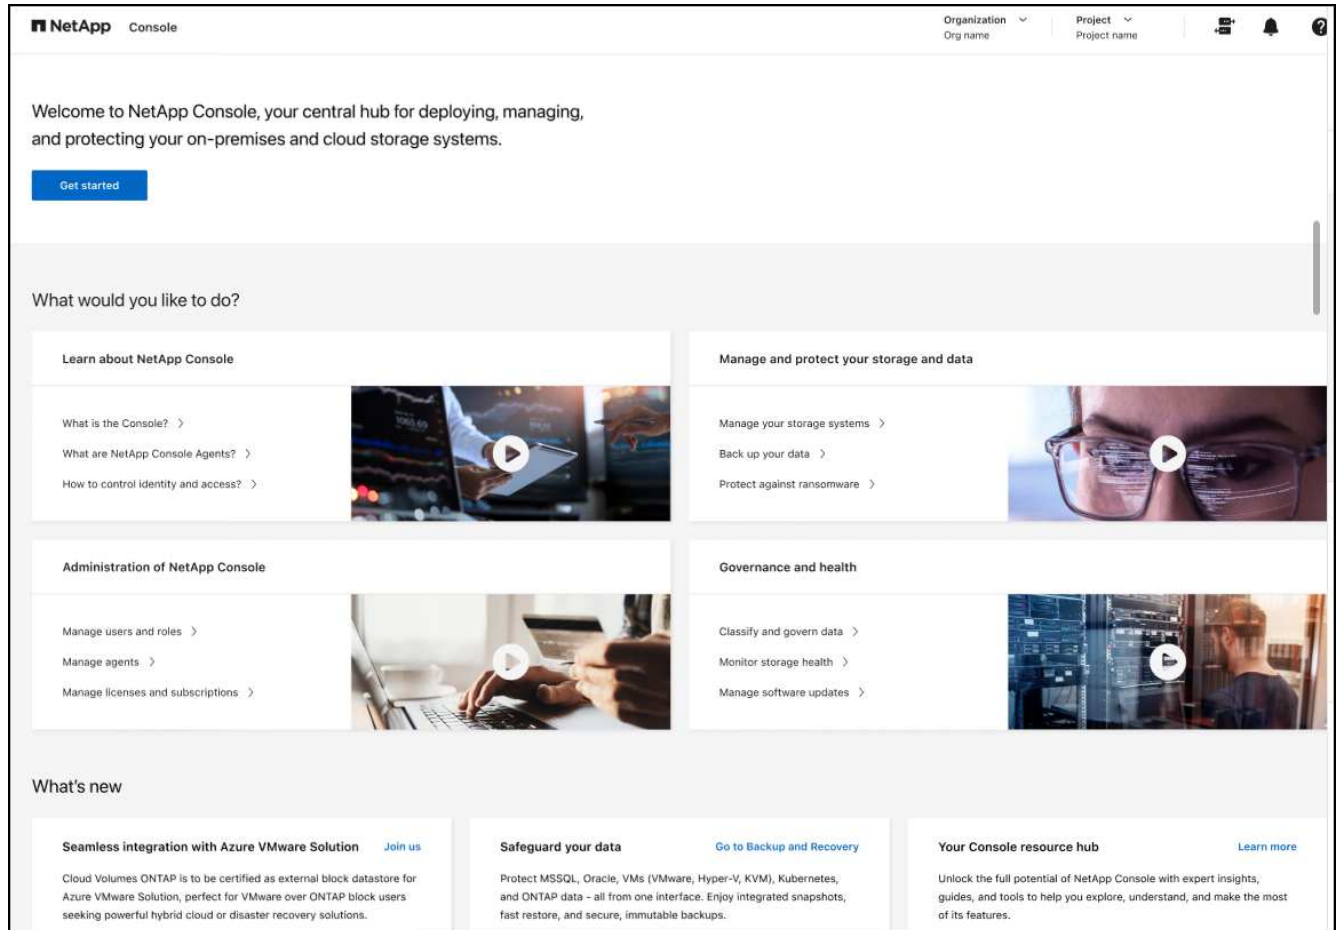 NetApp Console
Organization
Org name
Project
Project name
Welcome to NetApp Console, your central hub for deploying, managing,
and protecting your on-premises and cloud storage systems.
Get started
What would you like to do?
Learn about NetApp Console
What is the Console?
What are NetApp Console Agents?
How to control identity and access?
Manage and protect your storage and data
Manage your storage systems
Back up your data
Protect against ransomware
Administration of NetApp Console
Manage users and roles
Manage agents
Manage licenses and subscriptions
Governance and health
Classify and govern data
Monitor storage health
Manage software updates
What's new
Seamless integration with Azure VMware Solution Join us
Cloud Volumes ONTAP is to be certified as external block datastore for
Azure VMware Solution, perfect for VMware over ONTAP block users
seeking powerful hybrid cloud or disaster recovery solutions.
Safeguard your data Go to Backup and Recovery
Protect MSSQL, Oracle, VMs (VMware, Hyper-V, KVM), Kubernetes,
and ONTAP data - all from one interface. Enjoy integrated snapshots,
fast restore, and secure, immutable backups.
Your Console resource hub Learn more
Unlock the full potential of NetApp Console with expert insights,
guides, and tools to help you explore, understand, and make the most
of its features.